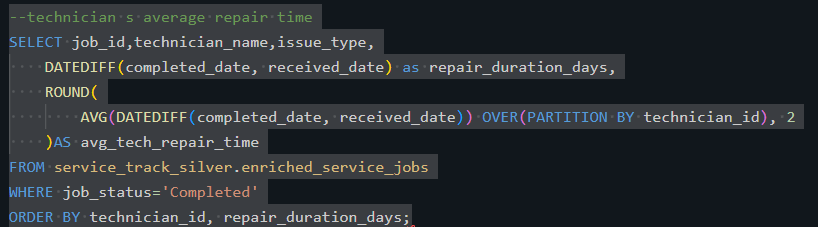 --technician s average repair time
SELECT job_id,technician_name,issue_type,
    DATEDIFF(completed_date, received_date) as repair_duration_days,
    ROUND(
        AVG(DATEDIFF(completed_date, received_date)) OVER(PARTITION BY technician_id), 2
    )AS avg_tech_repair_time
FROM service_track_silver.enriched_service_jobs
WHERE job_status='Completed'
ORDER BY technician_id, repair_duration_days;